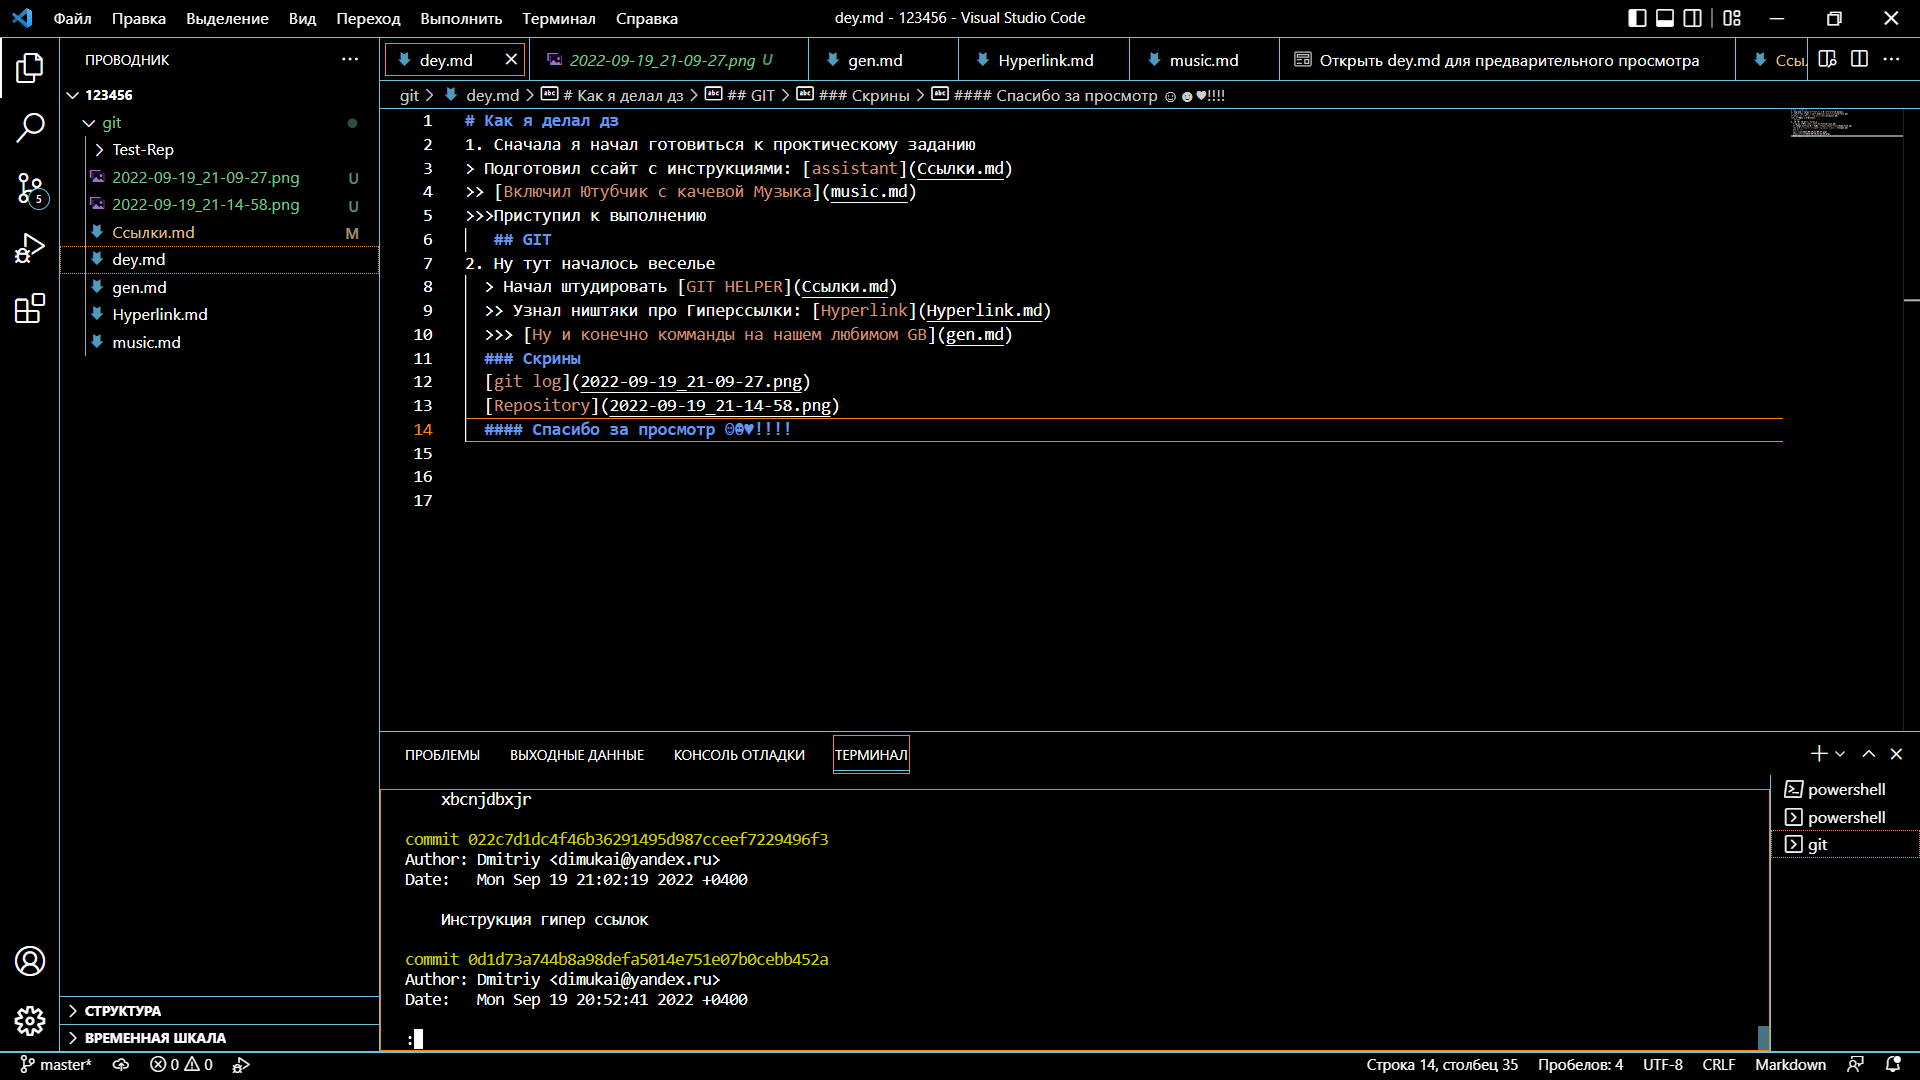 Файл Правка Выделение Вид Переход Выполнить Терминал Справка
dey.md - 123456 - Visual Studio Code
ПРОВОДНИК
123456
git
Test-Rep
2022-09-19_21-09-27.png U
2022-09-19_21-14-58.png U
Ссылки.md M
dey.md
gen.md
Hyperlink.md
music.md
СТРУКТУРА
ВРЕМЕННАЯ ШКАЛА
5
dey.md 2022-09-19_21-09-27.png U gen.md Hyperlink.md music.md Открыть dey.md для предварительного просмотра Ссы.
git > dey.md > # Как я делал дз > ## GIT > ### Скрины > #### Спасибо за просмотр ☺☻♥!!!!
1 # Как я делал дз
2 1. Сначала я начал готовиться к проктическому заданию
3 > Подготовил ссайт с инструкциями: [assistant](Ссылки.md)
4 >> [Включил Ютубчик с качевой Музыка](music.md)
5 >>>Приступил к выполнению
6 ## GIT
7 2. Ну тут началось веселье
8 > Начал штудировать [GIT HELPER](Ссылки.md)
9 >> Узнал ништяки про Гиперссылки: [Hyperlink](Hyperlink.md)
10 >>> [Ну и конечно комманды на нашем любимом GB](gen.md)
11 ### Скрины
12 [git log](2022-09-19_21-09-27.png)
13 [Repository](2022-09-19_21-14-58.png)
14 #### Спасибо за просмотр ☺☻♥!!!!
15
16
17
ПРОБЛЕМЫ ВЫХОДНЫЕ ДАННЫЕ КОНСОЛЬ ОТЛАДКИ ТЕРМИНАЛ
xbcnjdbxjr
commit 022c7d1dc4f46b36291495d987cceef7229496f3
Author: Dmitriy <dimukai@yandex.ru>
Date: Mon Sep 19 21:02:19 2022 +0400
Инструкция гипер ссылок
commit 0d1d73a744b8a98defa5014e751e07b0cebb452a
Author: Dmitriy <dimukai@yandex.ru>
Date: Mon Sep 19 20:52:41 2022 +0400
:
powershell
powershell
git
master* 0 0 Строка 14, столбец 35 Пробелов: 4 UTF-8 CRLF Markdown